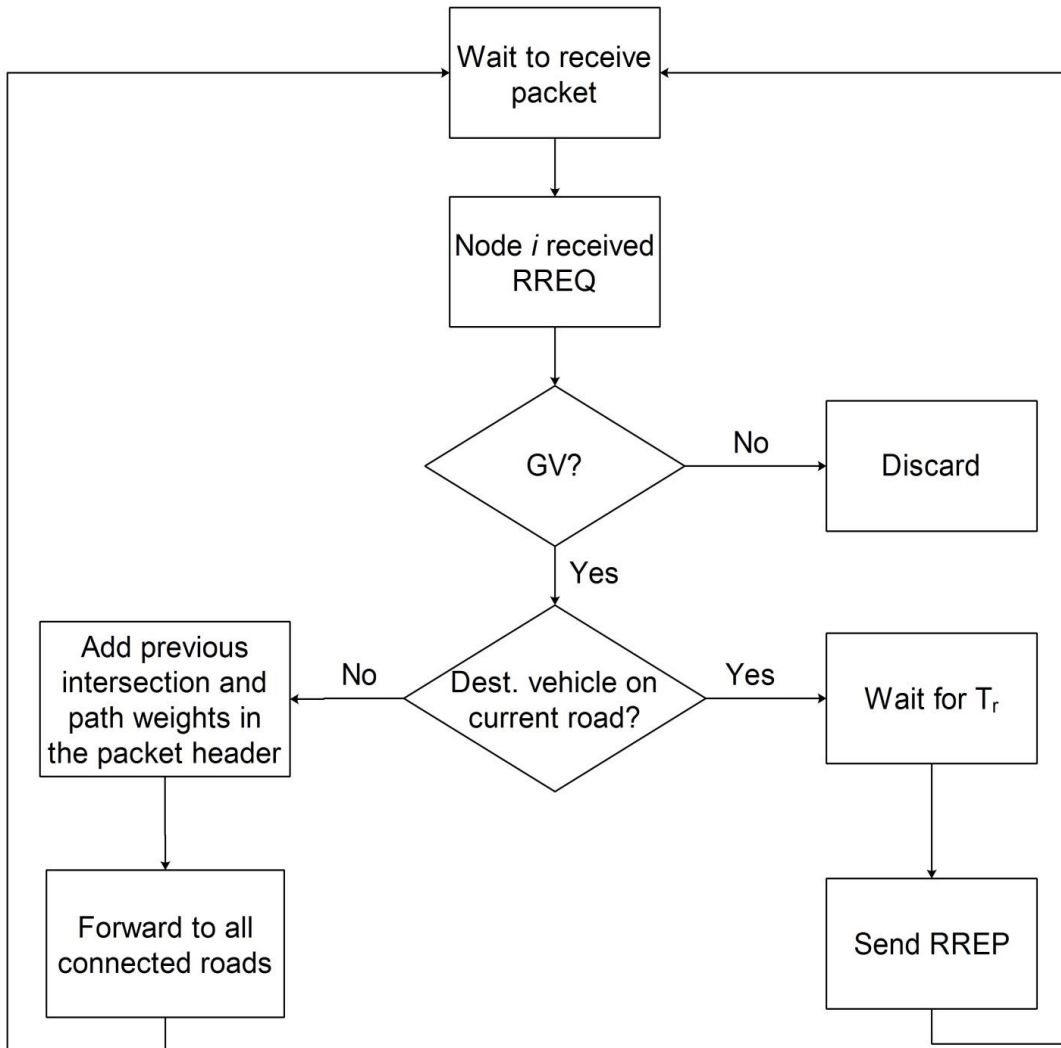 Wait to receive
packet
Node i received
RREQ
GV?
No
Discard
Yes
Add previous
intersection and
path weights in
the packet header
No
Dest. vehicle on
current road?
Yes
Wait for Tr
Forward to all
connected roads
Send RREP